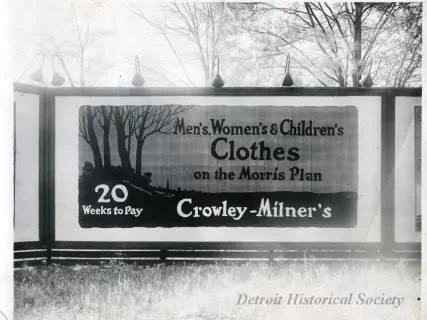 Men's, Women's & Children's
Clothes
on the Morris Plan
20
Weeks to Pay
Crowley-Milner's
Detroit Historical Society